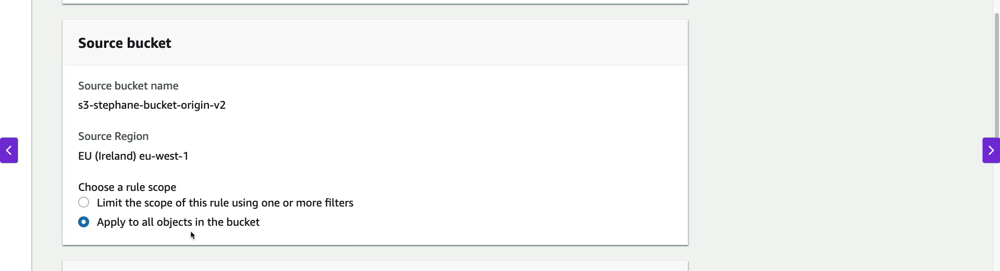 Source bucket
Source bucket name
s3-stephane-bucket-origin-v2
Source Region
EU (Ireland) eu-west-1
Choose a rule scope
Limit the scope of this rule using one or more filters
Apply to all objects in the bucket